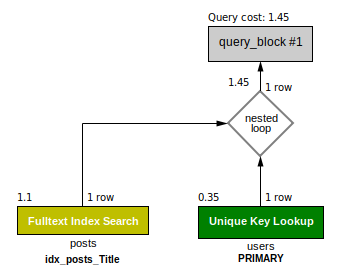 Query cost: 1.45
query_block #1
1.45
1 row
nested
loop
1.1
1 row
0.35
1 row
Fulltext Index Search
Unique Key Lookup
posts
users
idx_posts_Title
PRIMARY